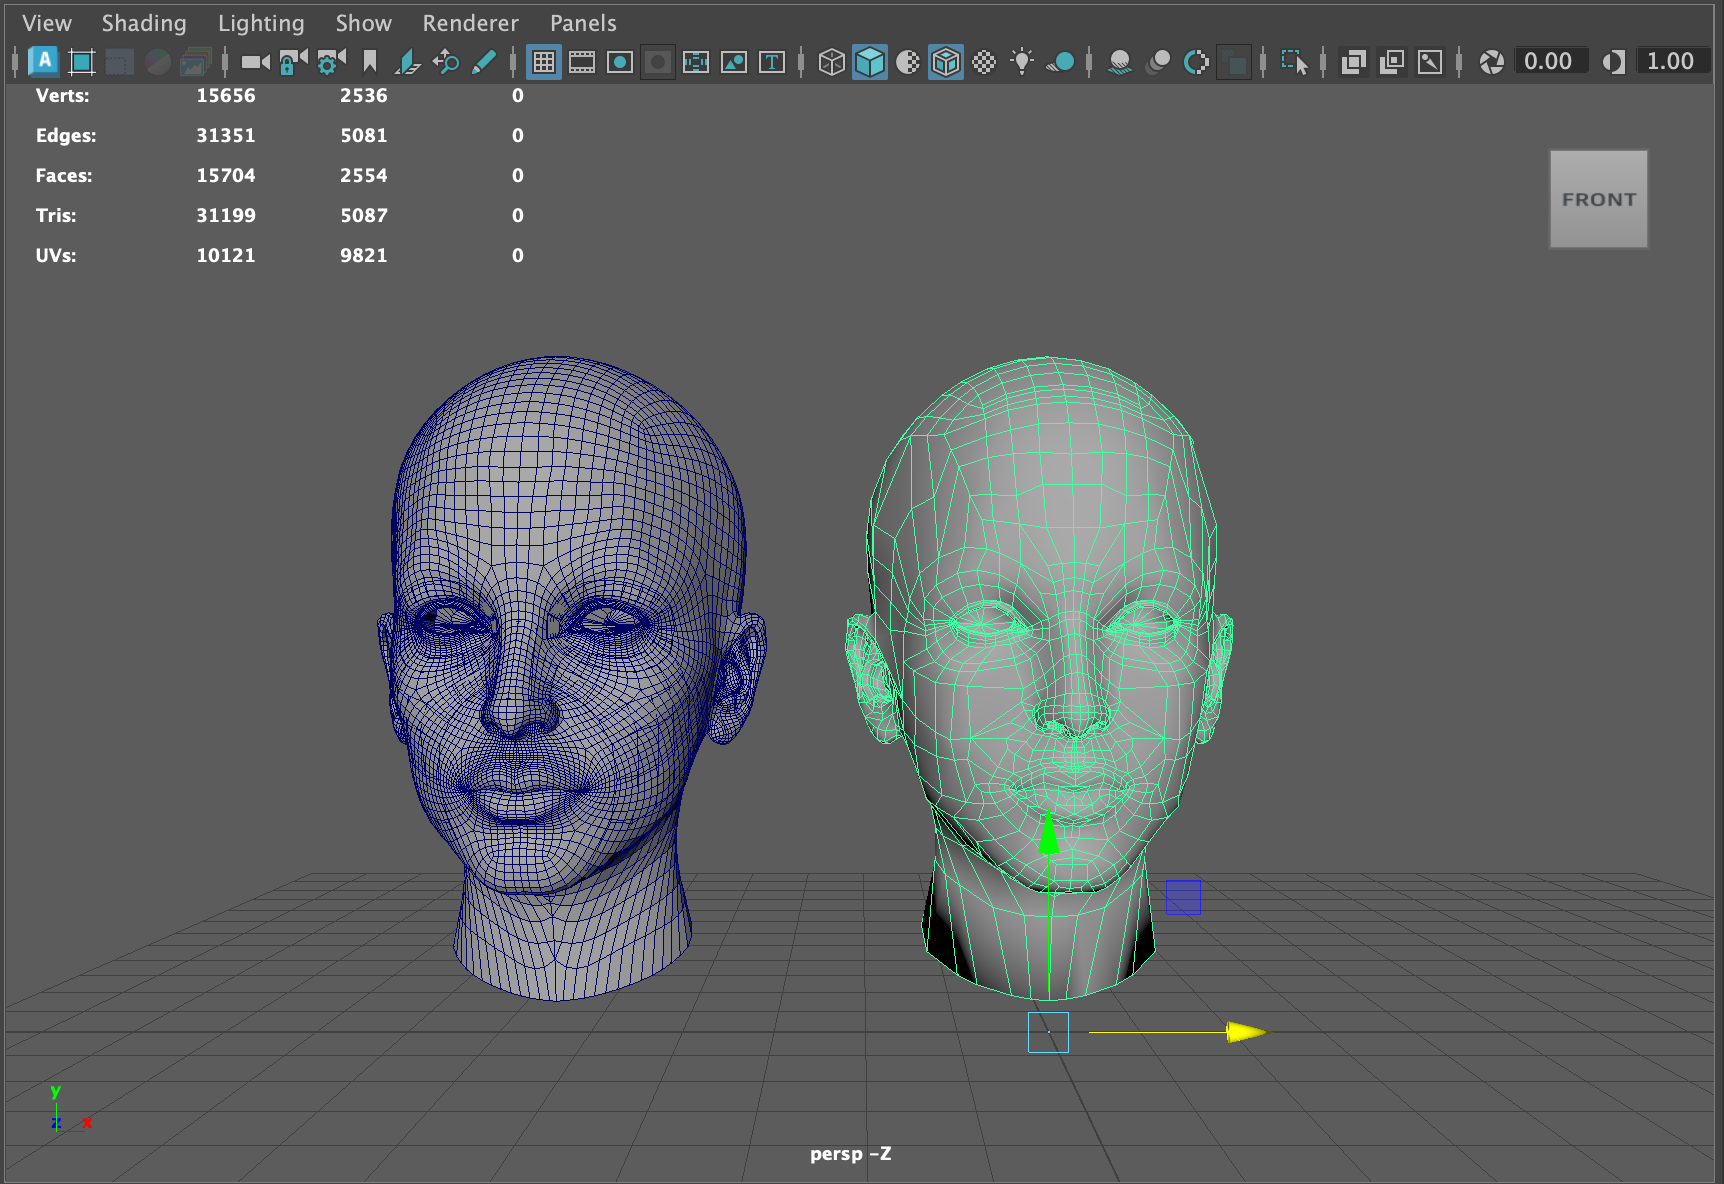 View Shading Lighting Show Renderer Panels
A T 0.00 1.00
Verts: 15656 2536 0
Edges: 31351 5081 0
Faces: 15704 2554 0
Tris: 31199 5087 0
UVs: 10121 9821 0
FRONT
y
z x
persp -Z